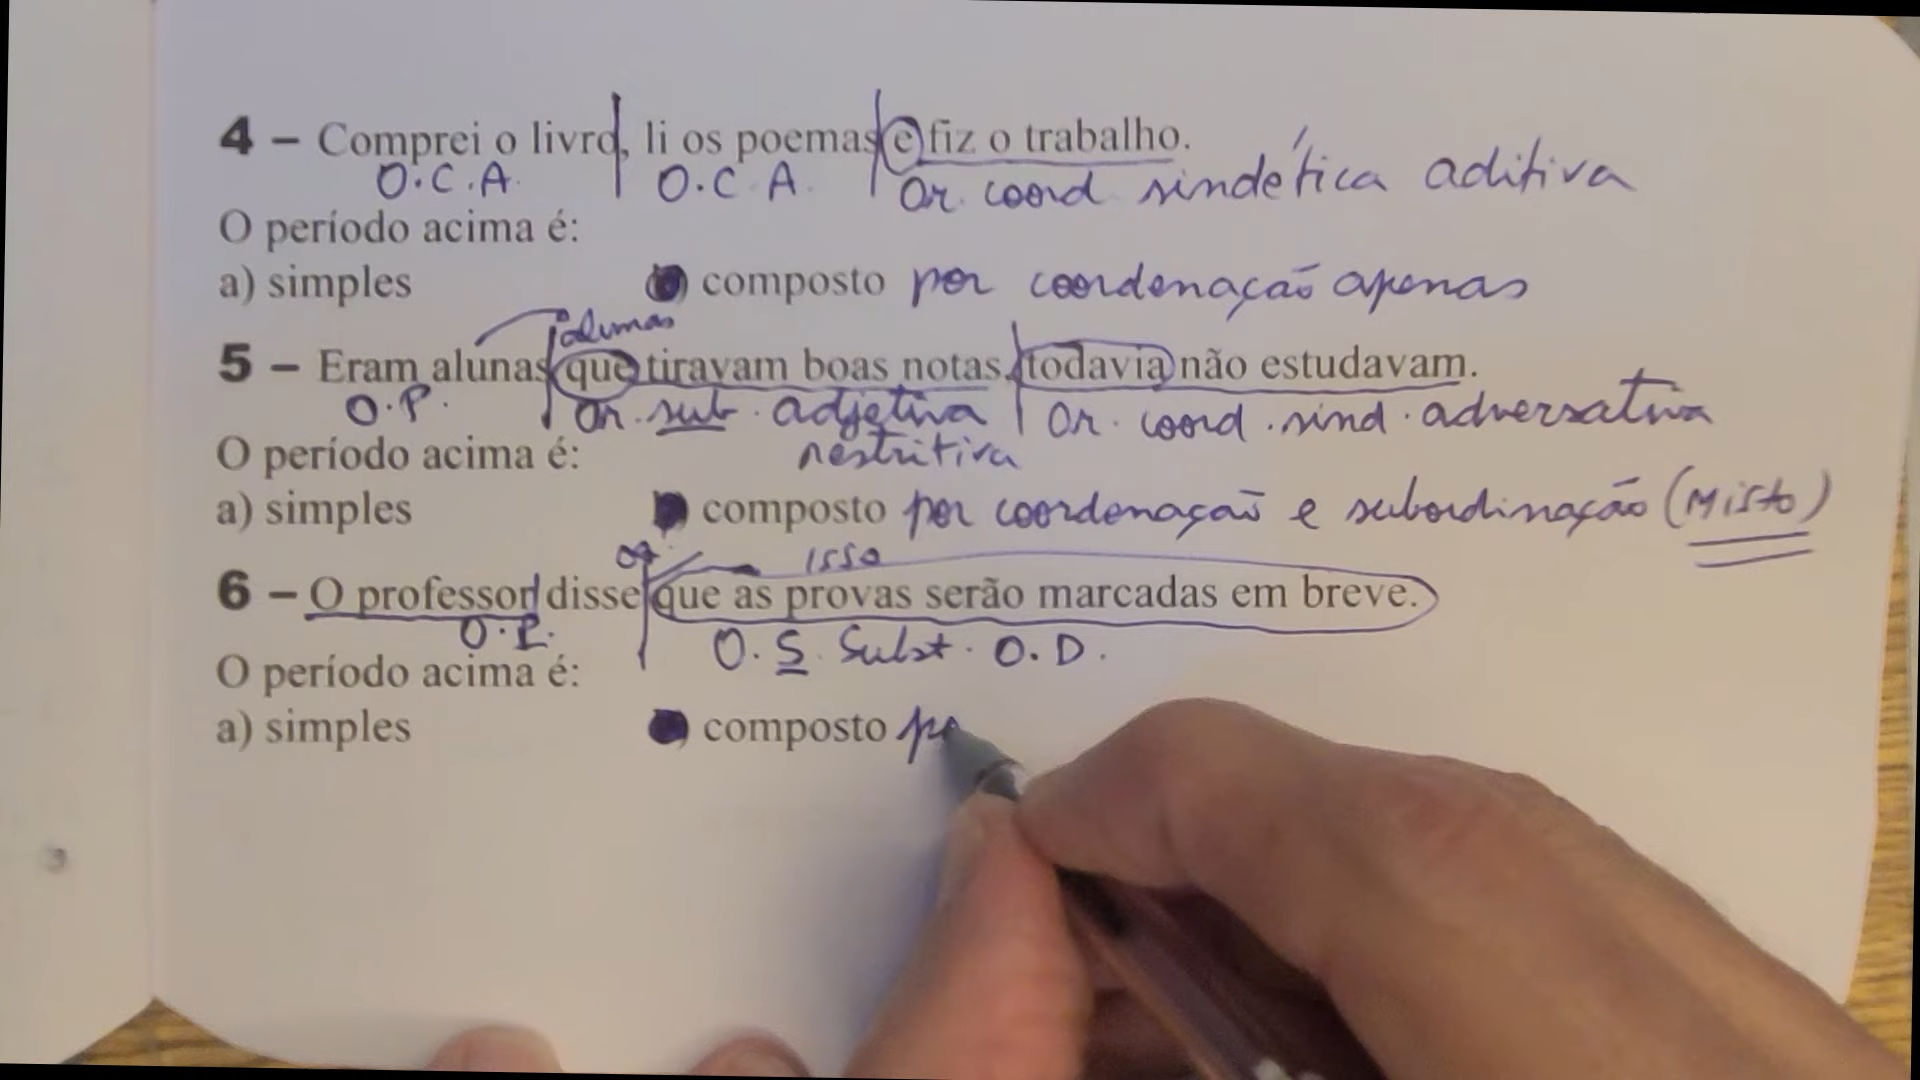 4 – Comprei o livro, li os poemas e fiz o trabalho.
O.C.A. O.C A. Or. coord sindética aditiva
O período acima é:
a) simples composto por coordenação apenas
alunas
5 – Eram alunas que tiravam boas notas, todavia não estudavam.
O.P. Or. sub. adjetiva Or. coord. sind. adversativa
restritiva
O período acima é:
a) simples composto por coordenação e subordinação (Misto)
isso
6 – O professor disse que as provas serão marcadas em breve.
O.P. O.S. Subst. O.D.
O período acima é:
a) simples composto po